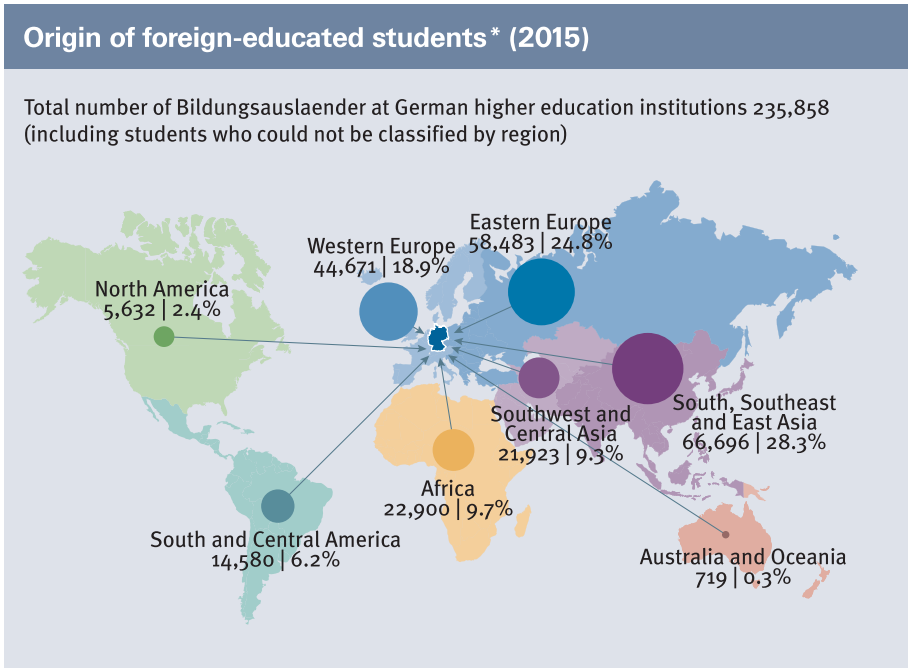 Origin of foreign-educated students* (2015)
Total number of Bildungsauslaender at German higher education institutions 235,858
(including students who could not be classified by region)
Eastern Europe
58,483 | 24.8%
Western Europe
44,671 | 18.9%
North America
5,632 | 2.4%
South, Southeast
and East Asia
66,696 | 28.3%
Southwest and
Central Asia
21,923 | 9.3%
Africa
22,900 | 9.7%
South and Central America
14,580 | 6.2%
Australia and Oceania
719 | 0.3%